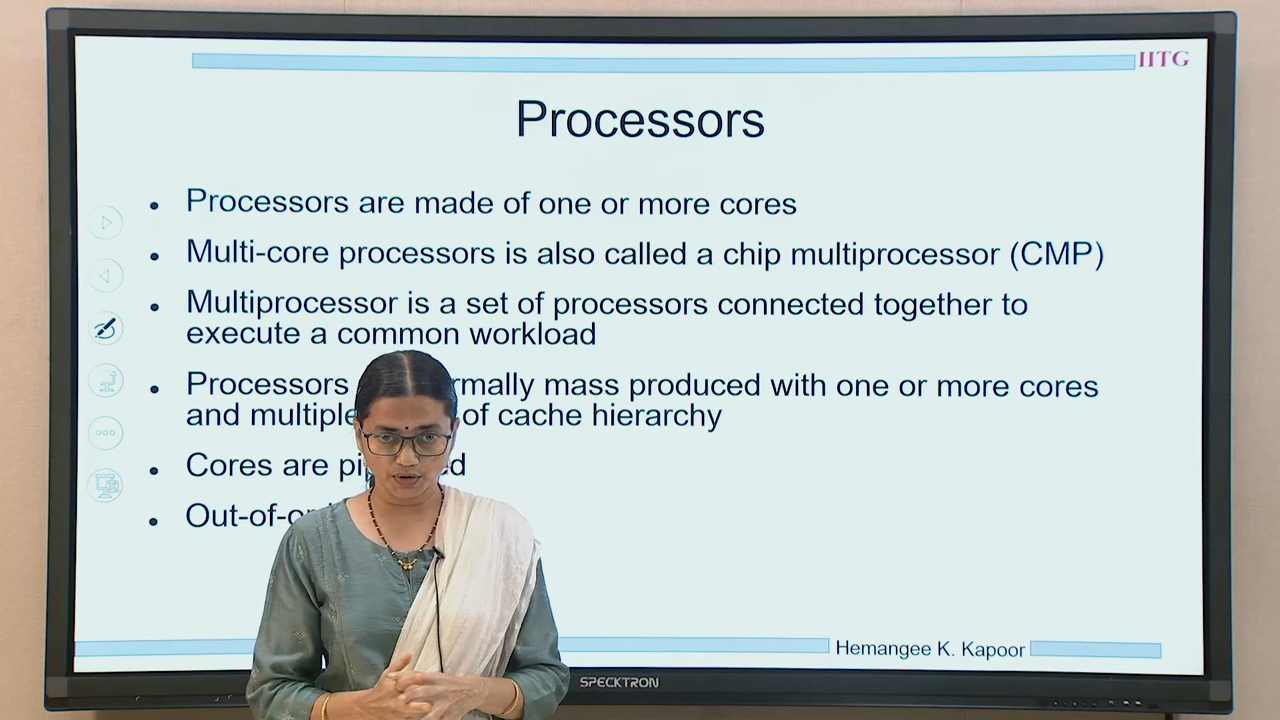 IITG
Processors
• Processors are made of one or more cores
• Multi-core processors is also called a chip multiprocessor (CMP)
• Multiprocessor is a set of processors connected together to
execute a common workload
• Processors rmally mass produced with one or more cores
and multiple of cache hierarchy
• Cores are
• Out-of-
Hemangee K. Kapoor
SPECKTRON